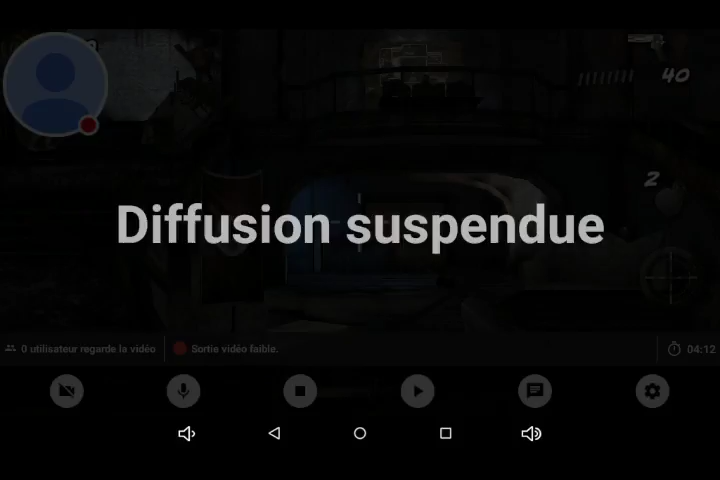 40
2
Diffusion suspendue
0 utilisateur regarde la vidéo
Sortie vidéo faible.
04:12